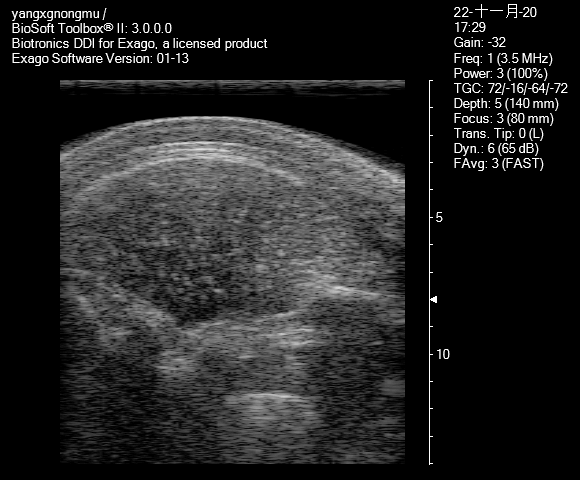 yangxgnongmu /
BioSoft Toolbox® II: 3.0.0.0
Biotronics DDI for Exago, a licensed product
Exago Software Version: 01-13
22-十一月-20
17:29
Gain: -32
Freq: 1 (3.5 MHz)
Power: 3 (100%)
TGC: 72/-16/-64/-72
Depth: 5 (140 mm)
Focus: 3 (80 mm)
Trans. Tip: 0 (L)
Dyn.: 6 (65 dB)
FAvg: 3 (FAST)
5
10